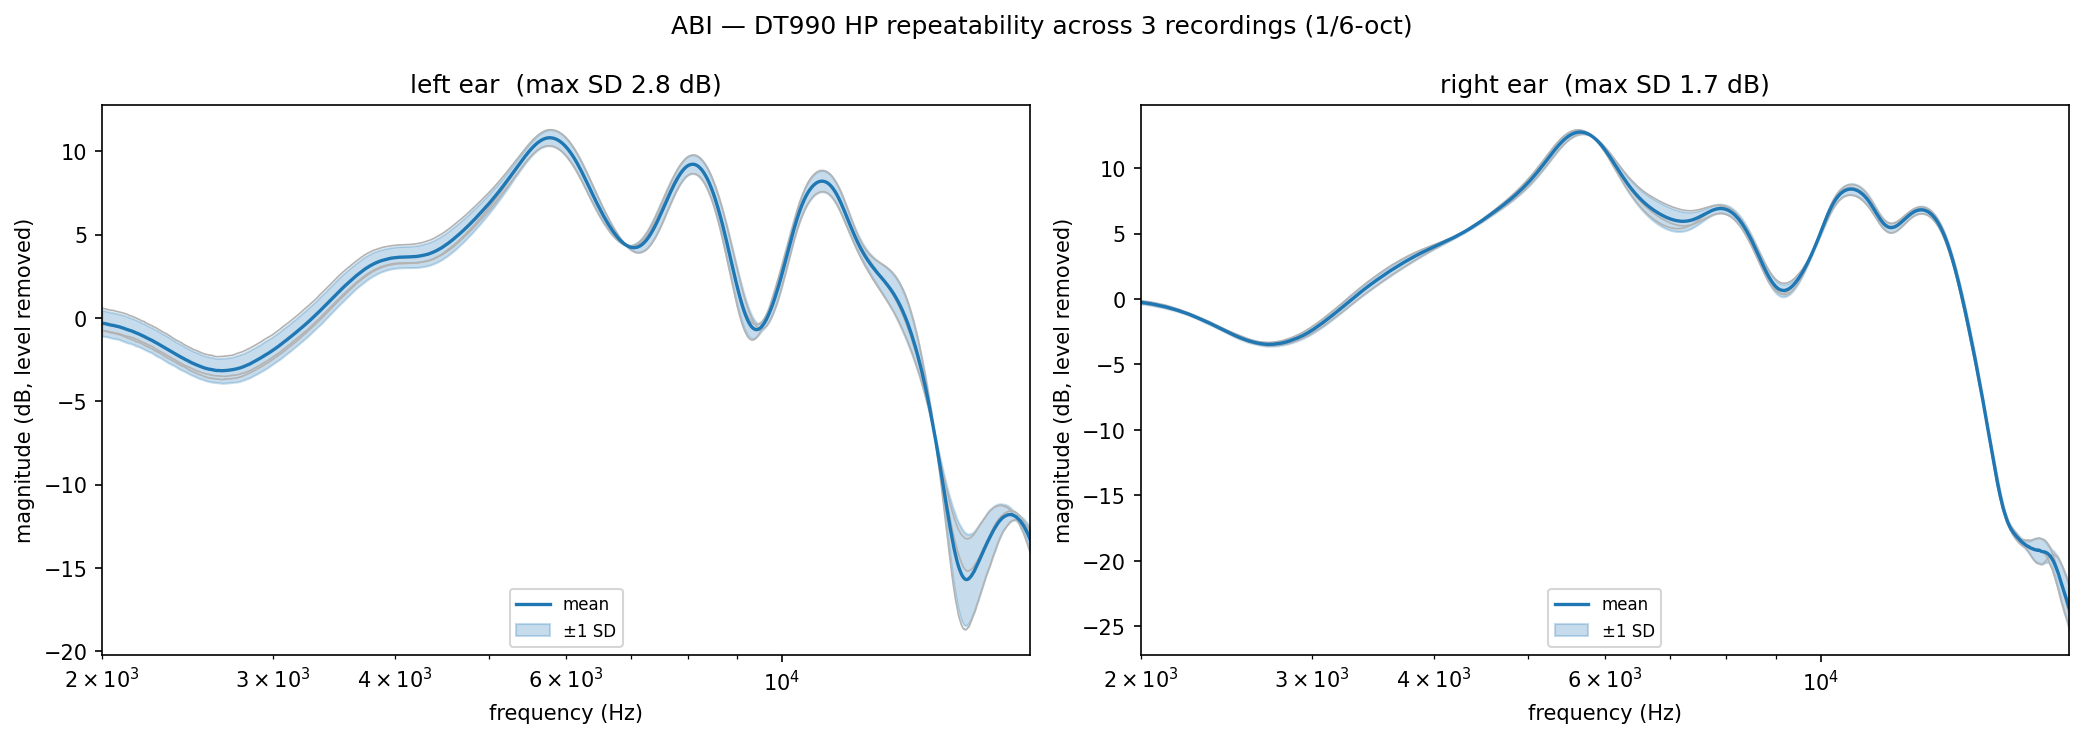 ABI — DT990 HP repeatability across 3 recordings (1/6-oct)
left ear  (max SD 2.8 dB)
magnitude (dB, level removed)
10
5
0
−5
−10
−15
−20
mean
±1 SD
2 × 10³
3 × 10³
4 × 10³
6 × 10³
10⁴
frequency (Hz)
right ear  (max SD 1.7 dB)
magnitude (dB, level removed)
10
5
0
−5
−10
−15
−20
−25
mean
±1 SD
2 × 10³
3 × 10³
4 × 10³
6 × 10³
10⁴
frequency (Hz)